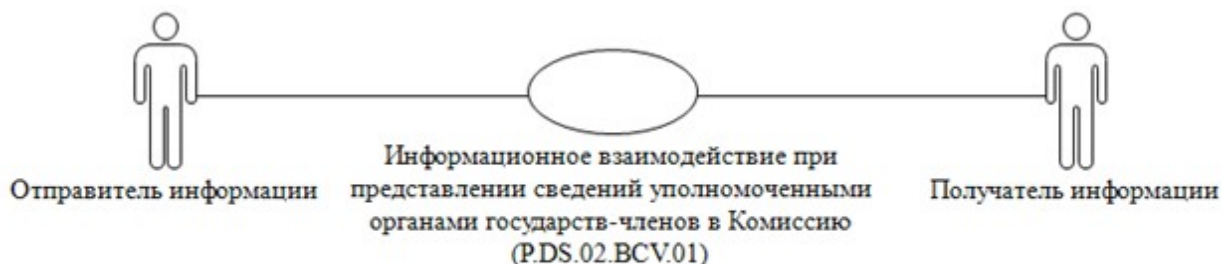 Отправитель информации
Информационное взаимодействие при
представлении сведений уполномоченными
органами государств-членов в Комиссию
(P.DS.02.BCV.01)
Получатель информации